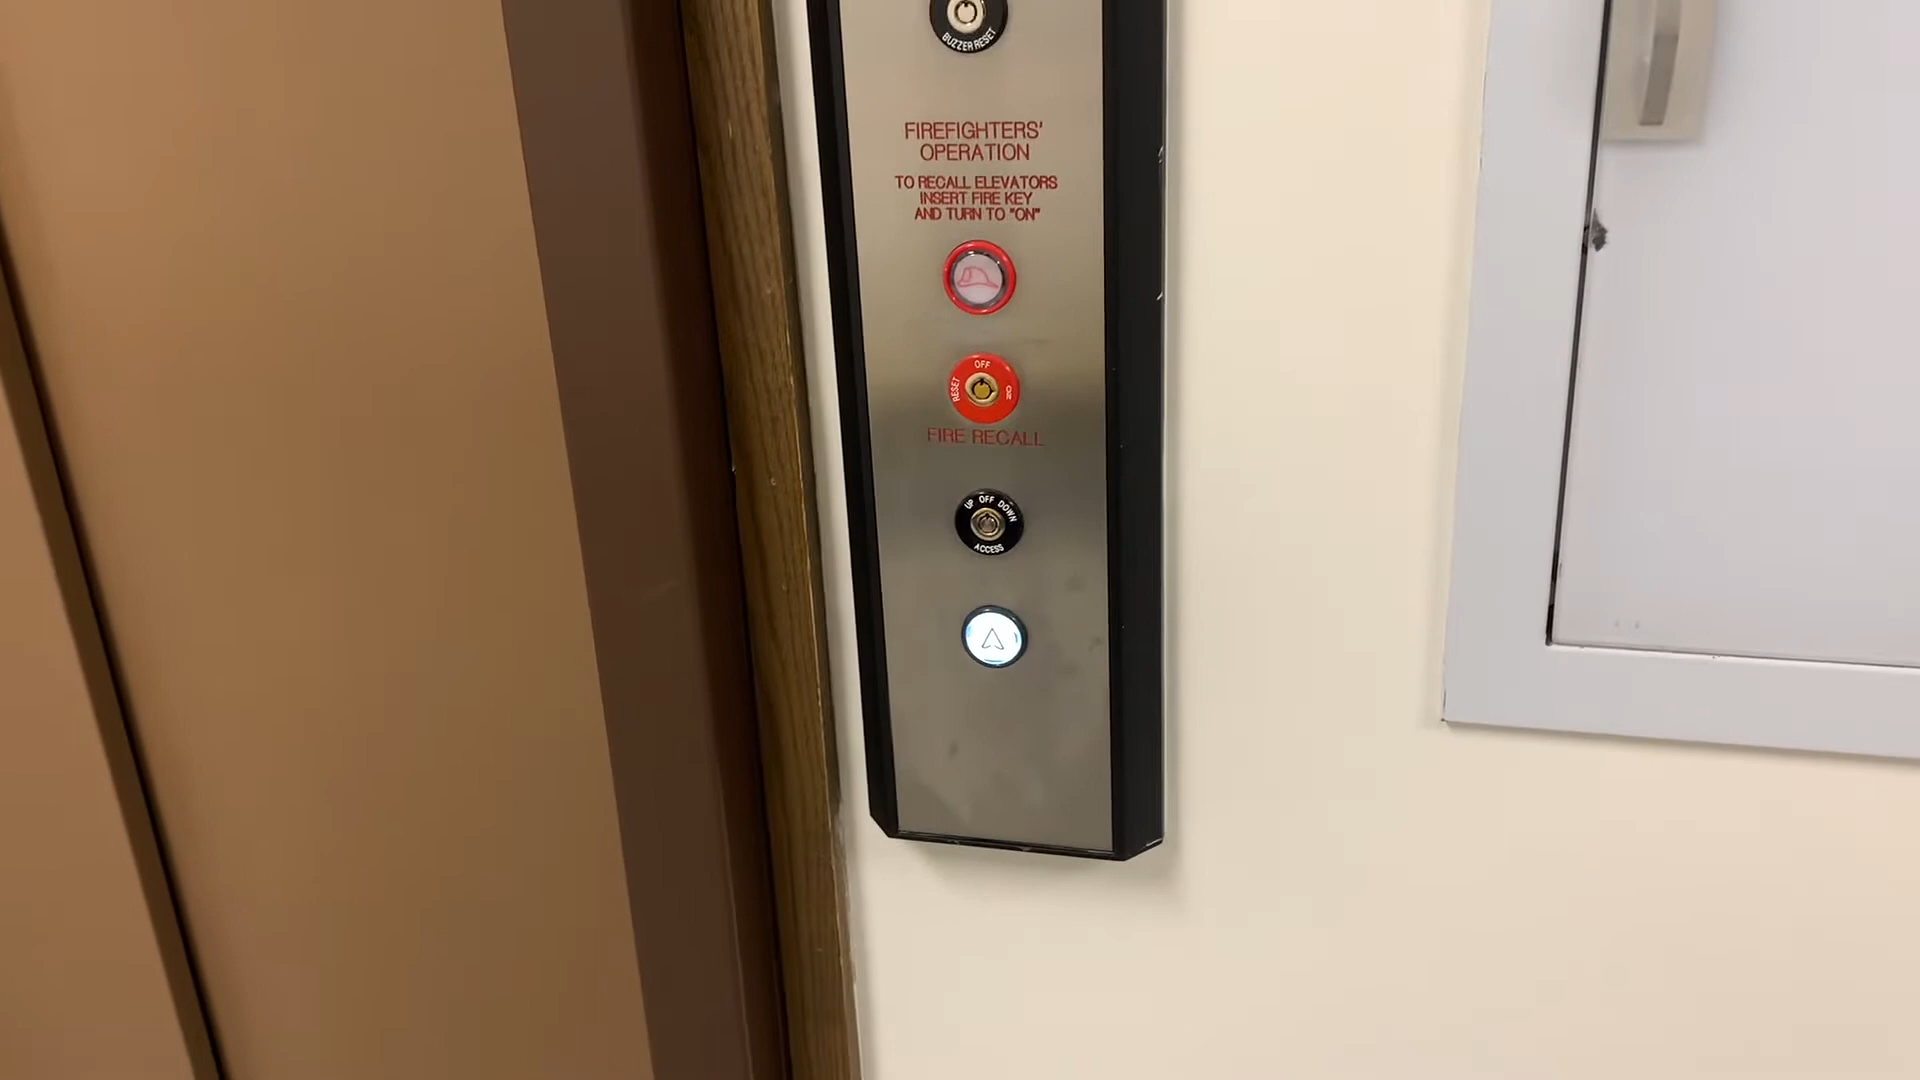 BUZZER RESET
FIREFIGHTERS'
OPERATION
TO RECALL ELEVATORS
INSERT FIRE KEY
AND TURN TO "ON"
OFF
RESET
ON
FIRE RECALL
UP OFF DOWN
ACCESS